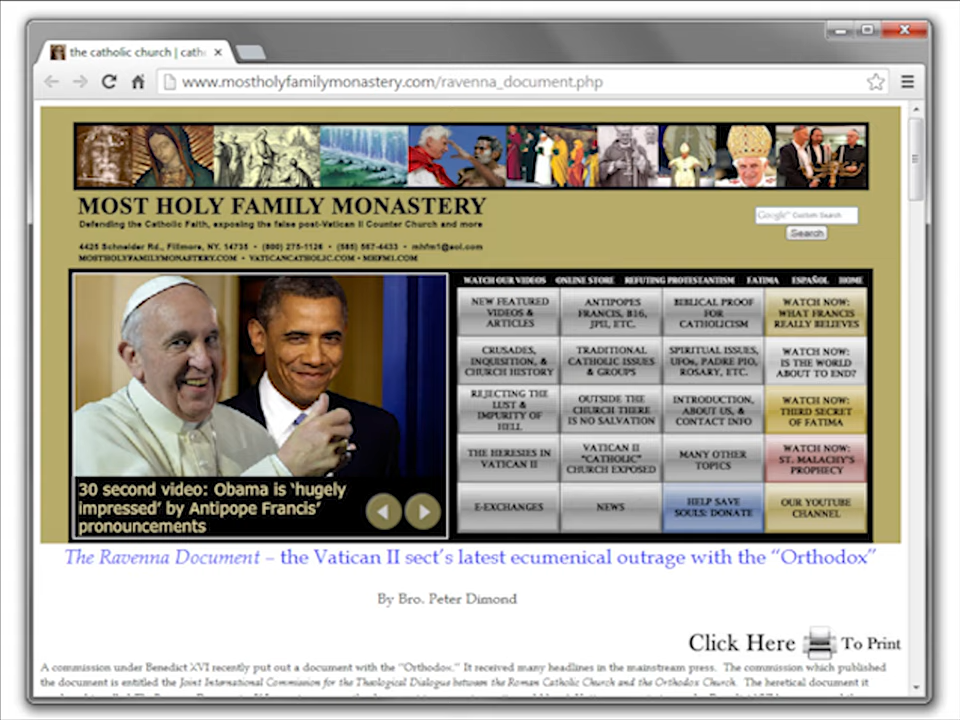 the catholic church | cath
www.mostholyfamilymonastery.com/ravenna_document.php
MOST HOLY FAMILY MONASTERY
Defending the Catholic Faith, exposing the false post-Vatican II Counter Church and more
4425 Schneider Rd., Fillmore, NY. 14735 • (800) 275-1126 • (585) 567-4433 • mhfm1@aol.com
MOSTHOLYFAMILYMONASTERY.COM • VATICANCATHOLIC.COM • MHFM1.COM
Google™ Custom Search
Search
WATCH OUR VIDEOS ONLINE STORE REFUTING PROTESTANTISM FATIMA ESPAÑOL HOME
NEW FEATURED
VIDEOS &
ARTICLES
ANTIPOPES
FRANCIS, B16,
JPII, ETC.
BIBLICAL PROOF
FOR
CATHOLICISM
WATCH NOW:
WHAT FRANCIS
REALLY BELIEVES
CRUSADES,
INQUISITION, &
CHURCH HISTORY
TRADITIONAL
CATHOLIC ISSUES
& GROUPS
SPIRITUAL ISSUES,
UFOs, PADRE PIO,
ROSARY, ETC.
WATCH NOW:
IS THE WORLD
ABOUT TO END?
REJECTING THE
LUST &
IMPURITY OF
HELL
OUTSIDE THE
CHURCH THERE
IS NO SALVATION
INTRODUCTION,
ABOUT US, &
CONTACT INFO
WATCH NOW:
THIRD SECRET
OF FATIMA
THE HERESIES IN
VATICAN II
VATICAN II
"CATHOLIC"
CHURCH EXPOSED
MANY OTHER
TOPICS
WATCH NOW:
ST. MALACHY'S
PROPHECY
E-EXCHANGES
NEWS
HELP SAVE
SOULS: DONATE
OUR YOUTUBE
CHANNEL
30 second video: Obama is 'hugely
impressed' by Antipope Francis'
pronouncements
The Ravenna Document – the Vatican II sect's latest ecumenical outrage with the "Orthodox"
By Bro. Peter Dimond
Click Here To Print
A commission under Benedict XVI recently put out a document with the "Orthodox." It received many headlines in the mainstream press. The commission which published
the document is entitled the Joint International Commission for the Theological Dialogue between the Roman Catholic Church and the Orthodox Church. The heretical document it